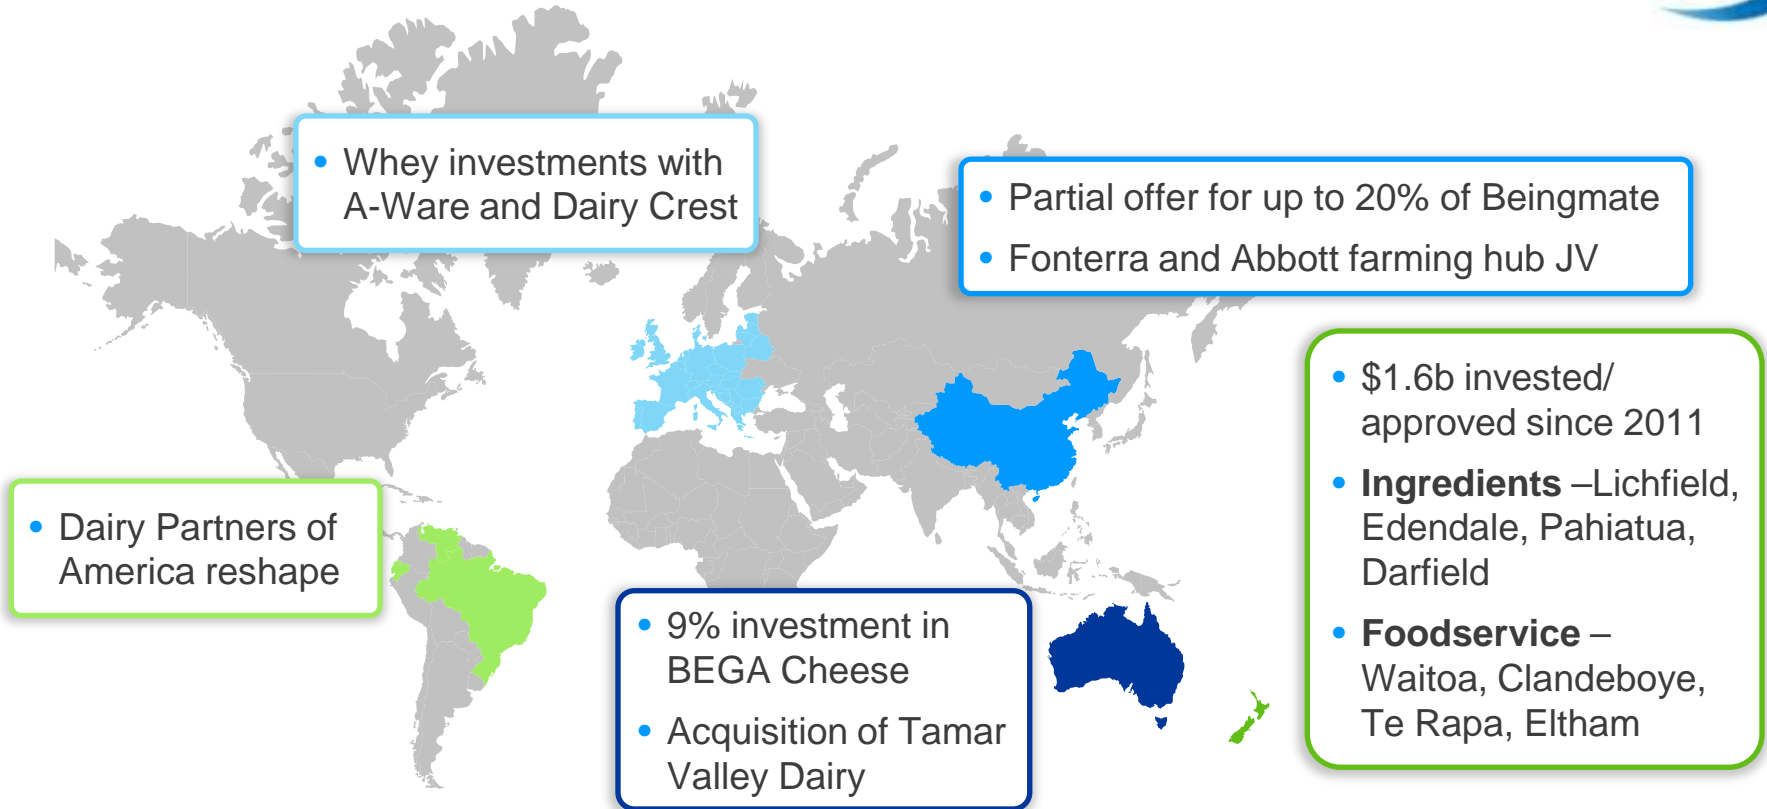 • Whey investments with
A-Ware and Dairy Crest
• Partial offer for up to 20% of Beingmate
• Fonterra and Abbott farming hub JV
• $1.6b invested/
approved since 2011
• Ingredients –Lichfield,
Edendale, Pahiatua,
Darfield
• Foodservice –
Waitoa, Clandeboye,
Te Rapa, Eltham
• Dairy Partners of
America reshape
• 9% investment in
BEGA Cheese
• Acquisition of Tamar
Valley Dairy